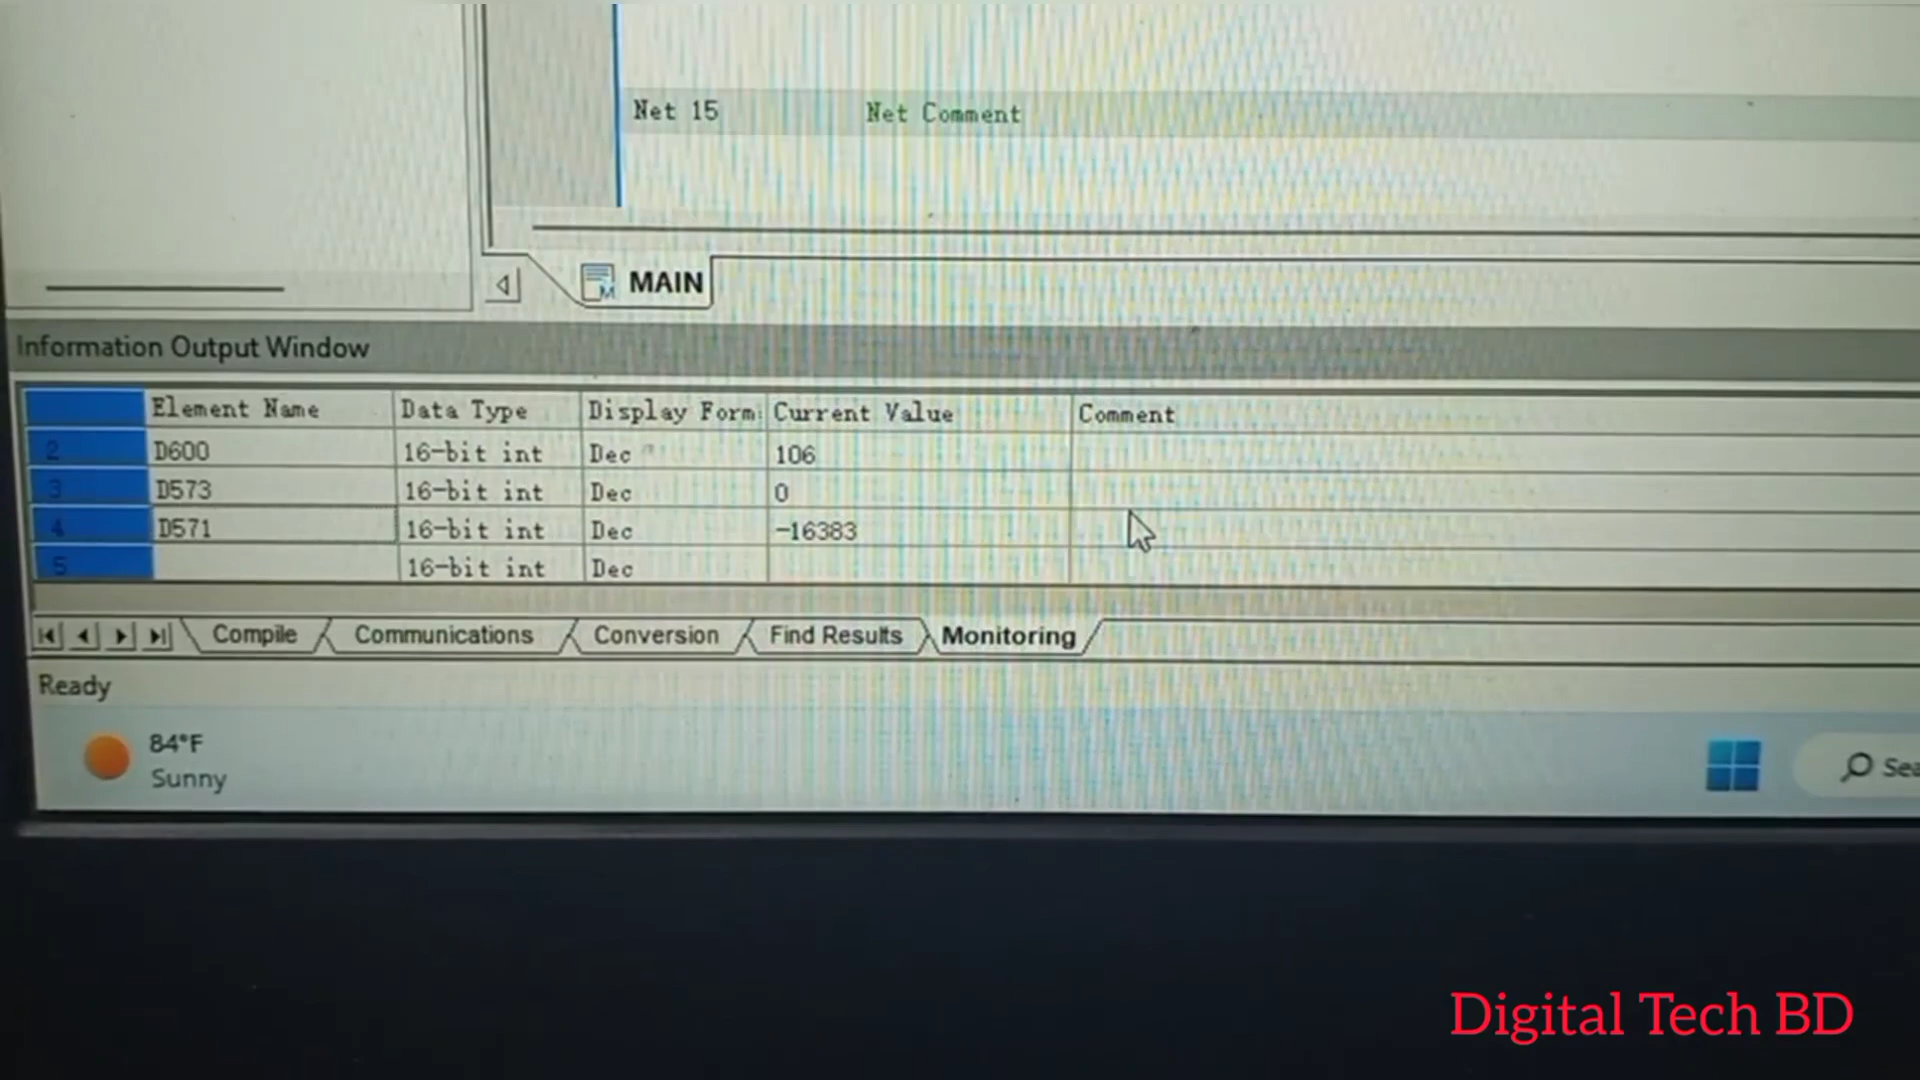 Net 15 Net Comment
MAIN
Information Output Window
Element Name Data Type Display Form Current Value Comment
2 D600 16-bit int Dec 106
3 D573 16-bit int Dec 0
4 D571 16-bit int Dec -16383
5 16-bit int Dec
Compile Communications Conversion Find Results Monitoring
Ready
84°F
Sunny
Sea
Digital Tech BD